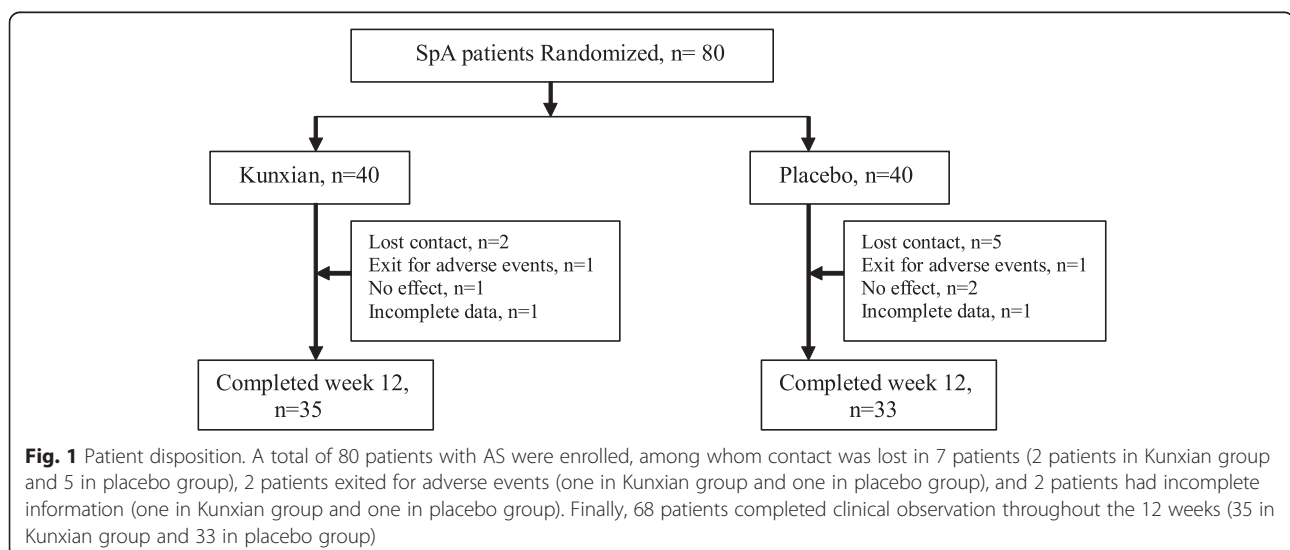 SpA patients Randomized, n= 80
Kunxian, n=40
Placebo, n=40
Lost contact, n=2
Exit for adverse events, n=1
No effect, n=1
Incomplete data, n=1
Lost contact, n=5
Exit for adverse events, n=1
No effect, n=2
Incomplete data, n=1
Completed week 12,
n=35
Completed week 12,
n=33
Fig. 1 Patient disposition. A total of 80 patients with AS were enrolled, among whom contact was lost in 7 patients (2 patients in Kunxian group
and 5 in placebo group), 2 patients exited for adverse events (one in Kunxian group and one in placebo group), and 2 patients had incomplete
information (one in Kunxian group and one in placebo group). Finally, 68 patients completed clinical observation throughout the 12 weeks (35 in
Kunxian group and 33 in placebo group)